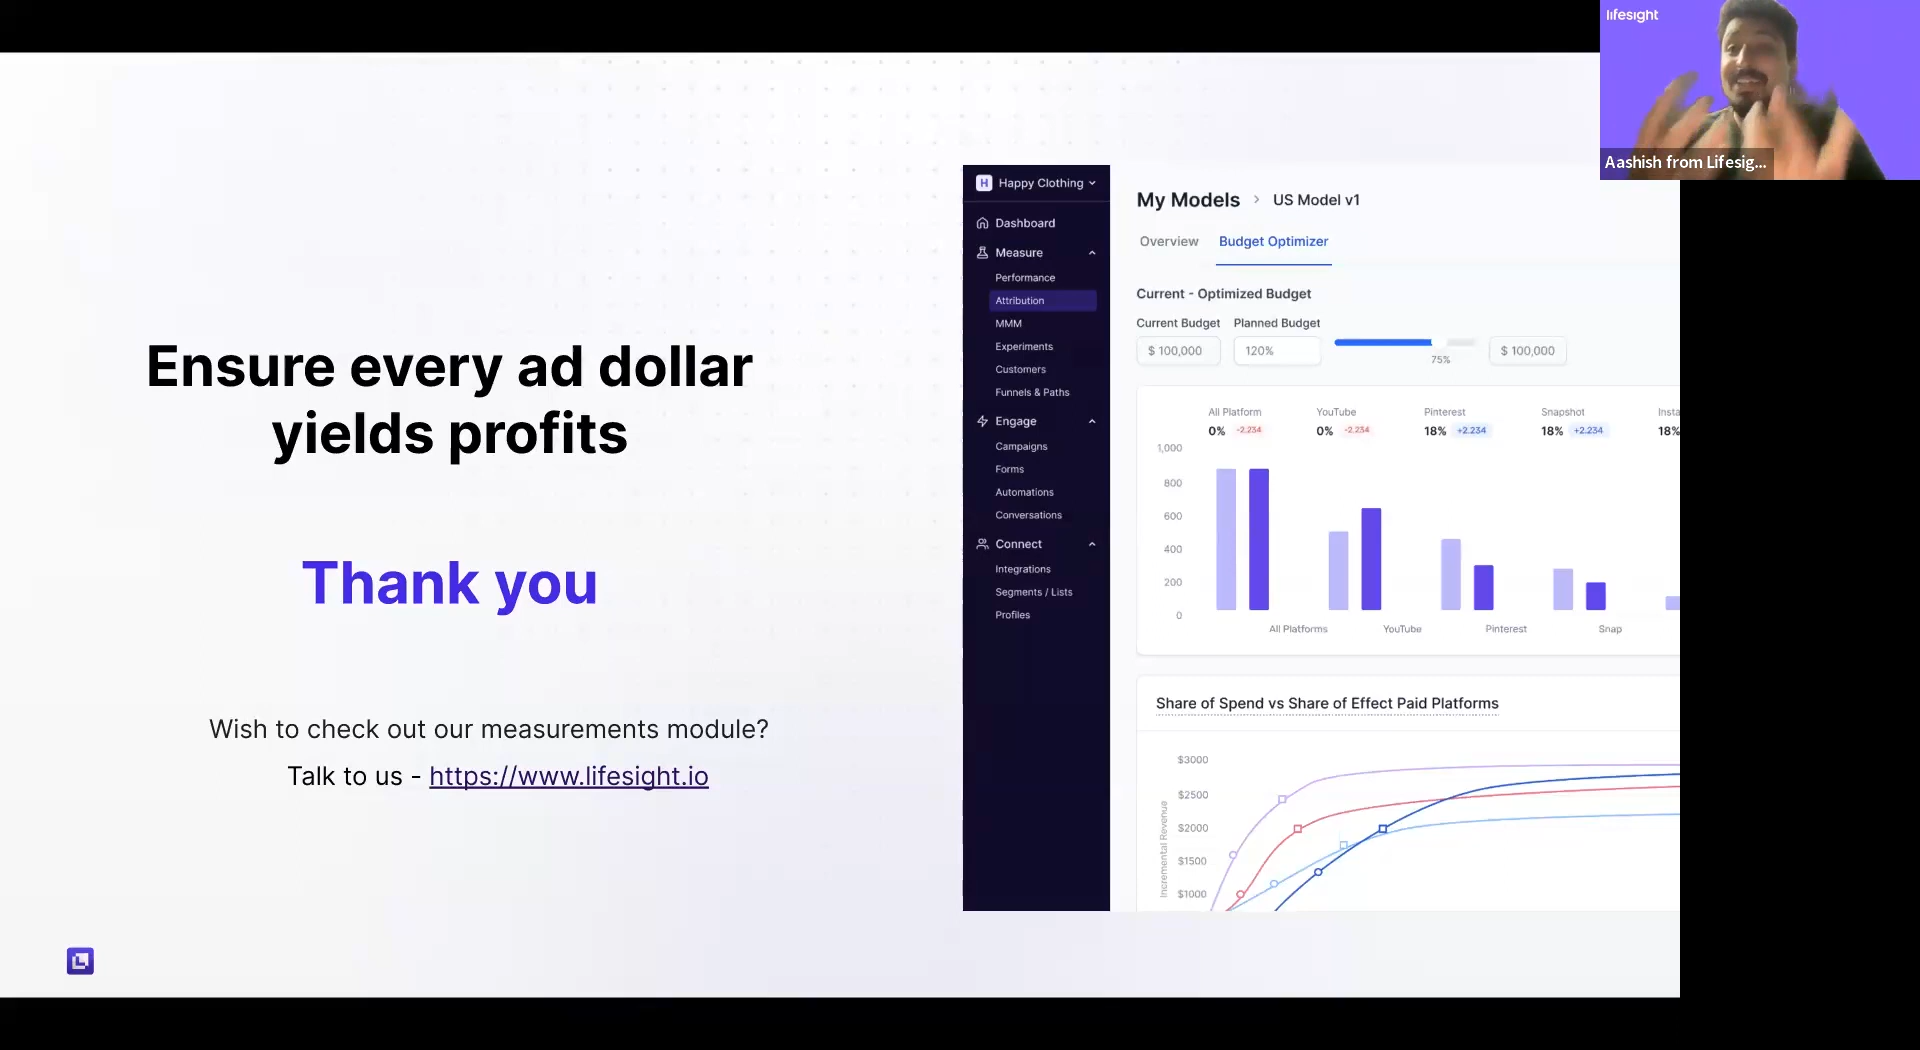 lifesight
Aashish from Lifesig...
Ensure every ad dollar
yields profits
Thank you
Wish to check out our measurements module?
Talk to us - https://www.lifesight.io
H Happy Clothing
Dashboard
Measure
Performance
Attribution
MMM
Experiments
Customers
Funnels & Paths
Engage
Campaigns
Forms
Automations
Conversations
Connect
Integrations
Segments / Lists
Profiles
My Models > US Model v1
Overview Budget Optimizer
Current - Optimized Budget
Current Budget Planned Budget
$ 100,000 120% 75% $ 100,000
All Platform YouTube Pinterest Snapshot Insta
0% -2.234 0% -2.234 18% +2.234 18% +2.234 18%
1,000
800
600
400
200
0
All Platforms YouTube Pinterest Snap
Share of Spend vs Share of Effect Paid Platforms
Incremental Revenue
$3000
$2500
$2000
$1500
$1000